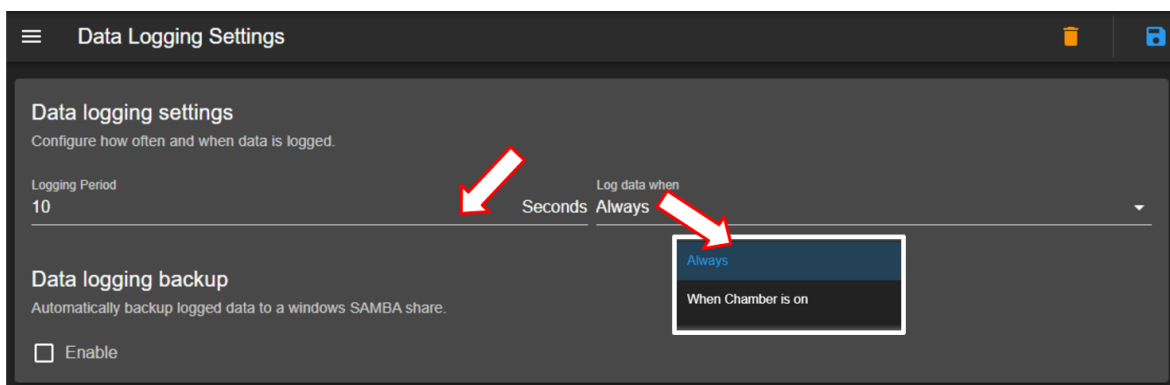 Data Logging Settings
Data logging settings
Configure how often and when data is logged.
Logging Period
10 Seconds
Log data when
Always
Always
When Chamber is on
Data logging backup
Automatically backup logged data to a windows SAMBA share.
Enable